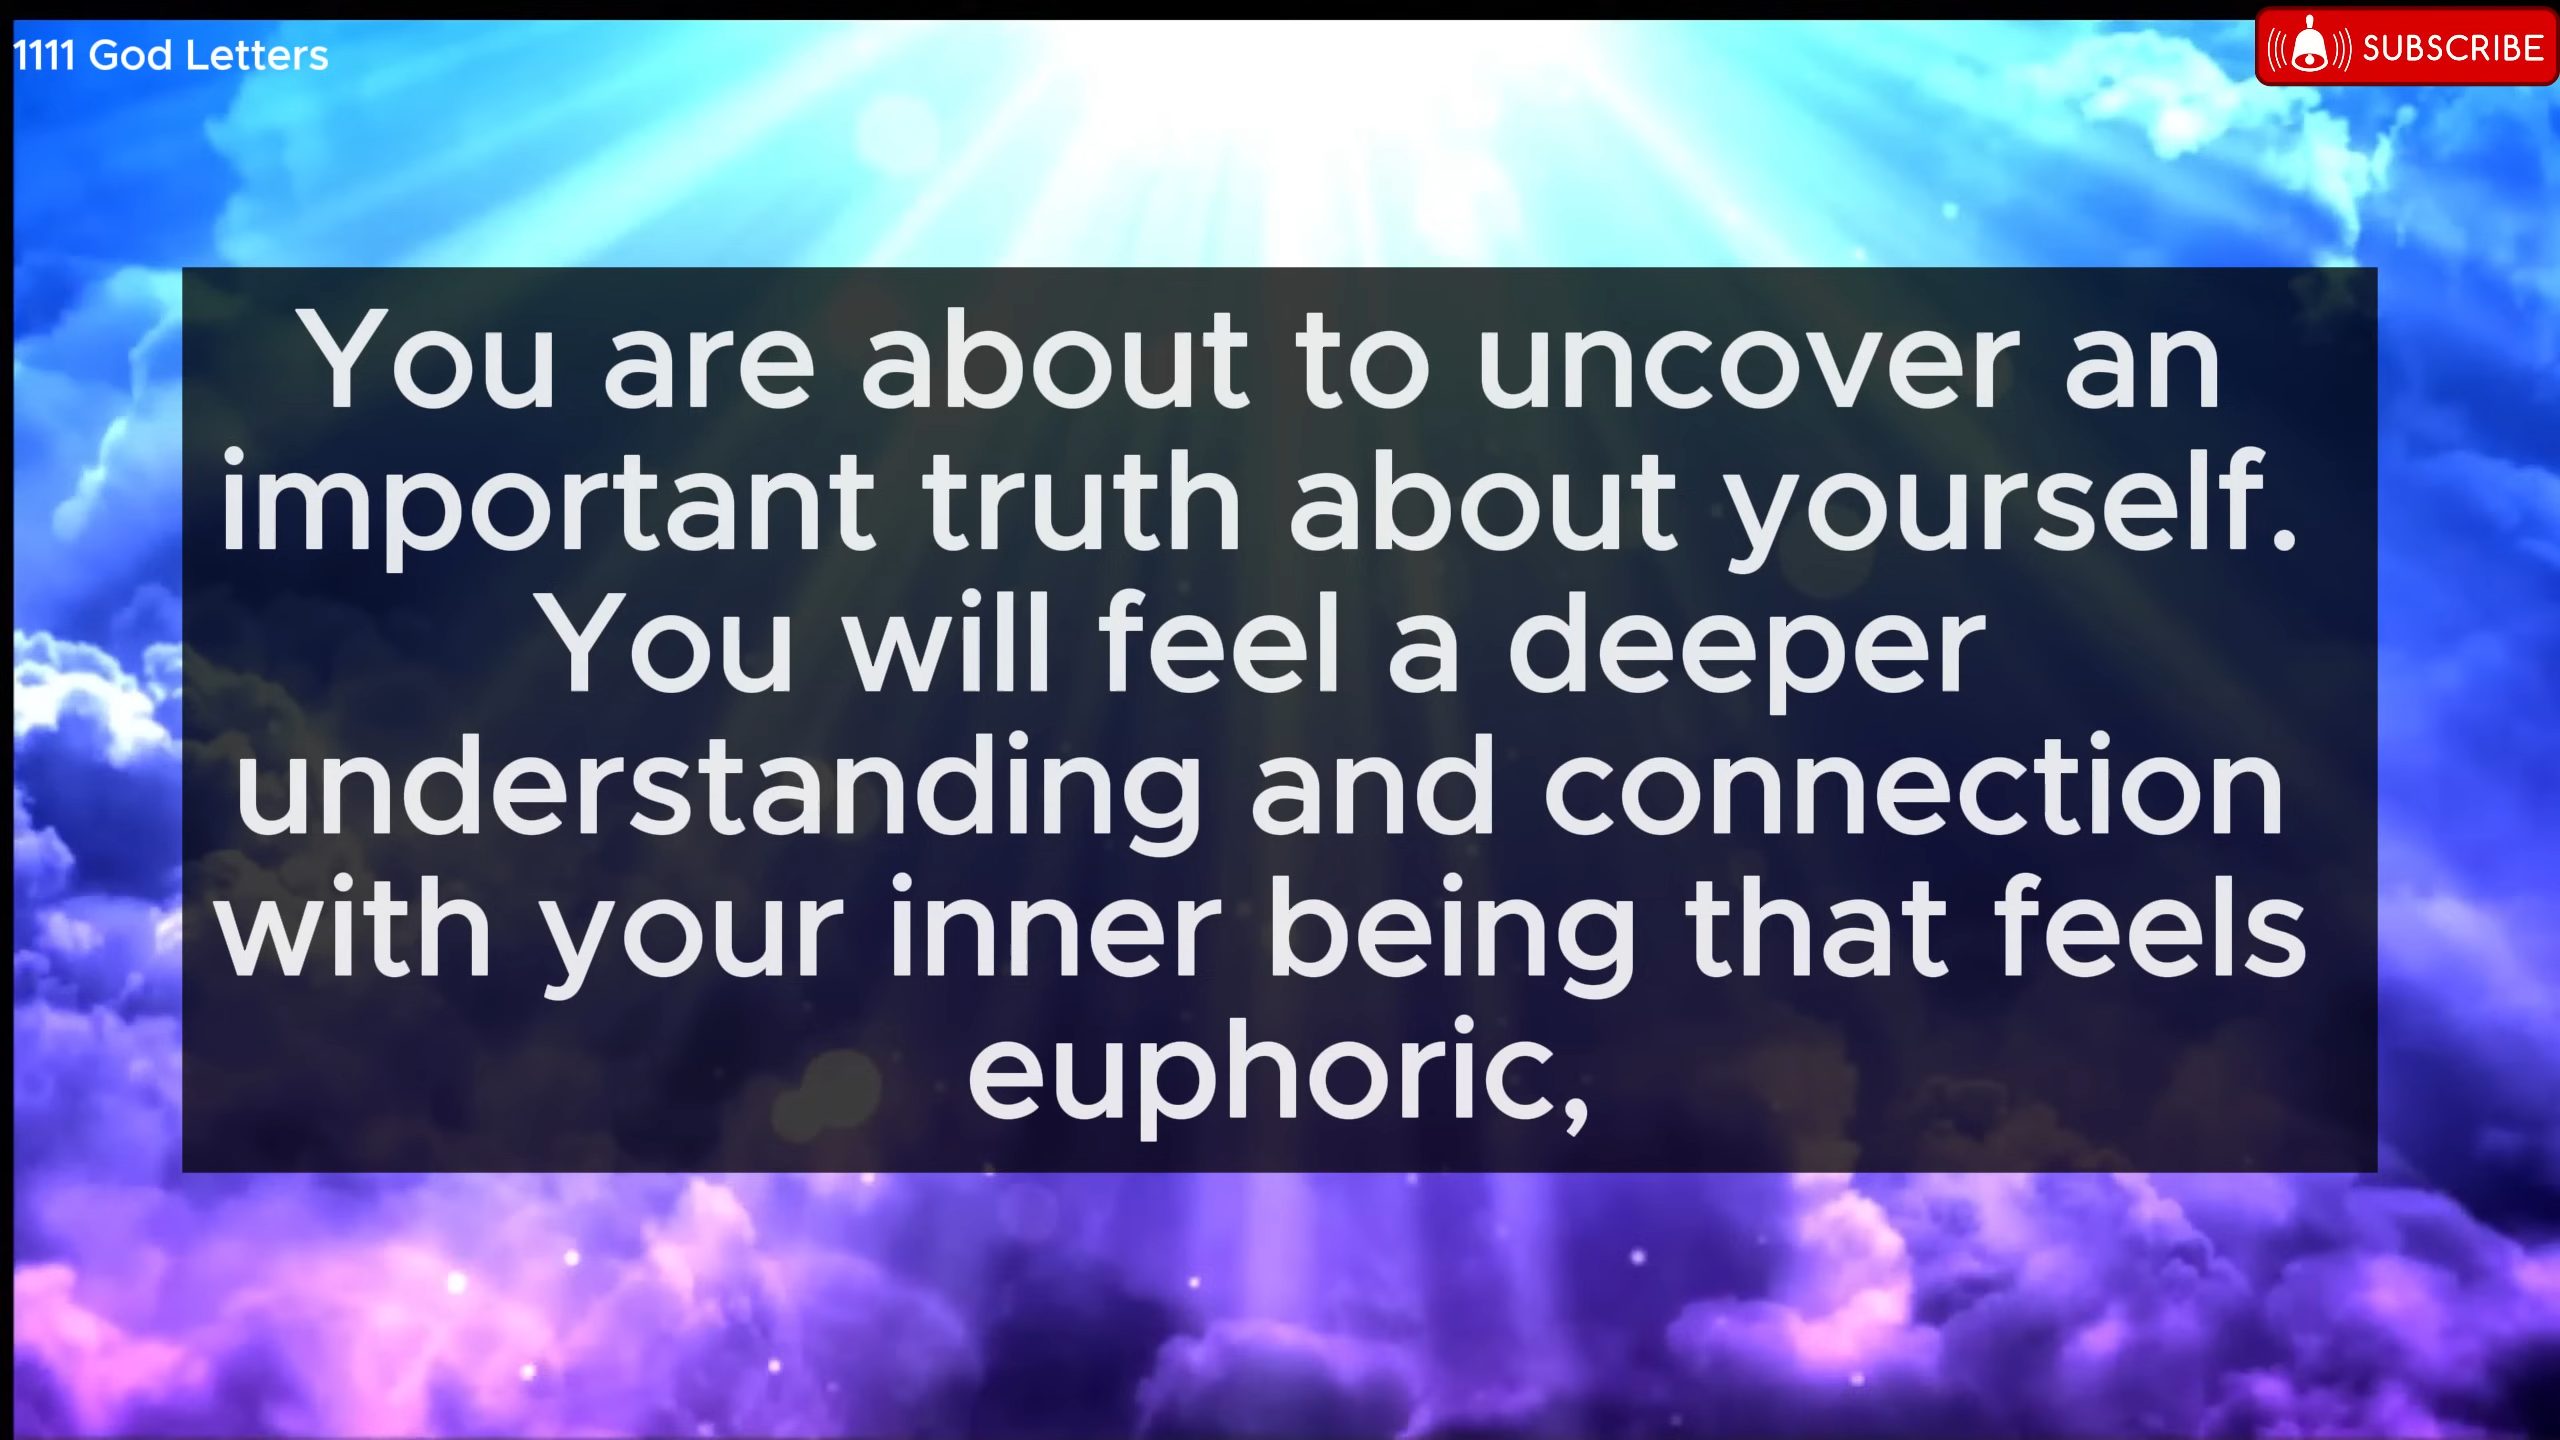 1111 God Letters
SUBSCRIBE
You are about to uncover an
important truth about yourself.
You will feel a deeper
understanding and connection
with your inner being that feels
euphoric,